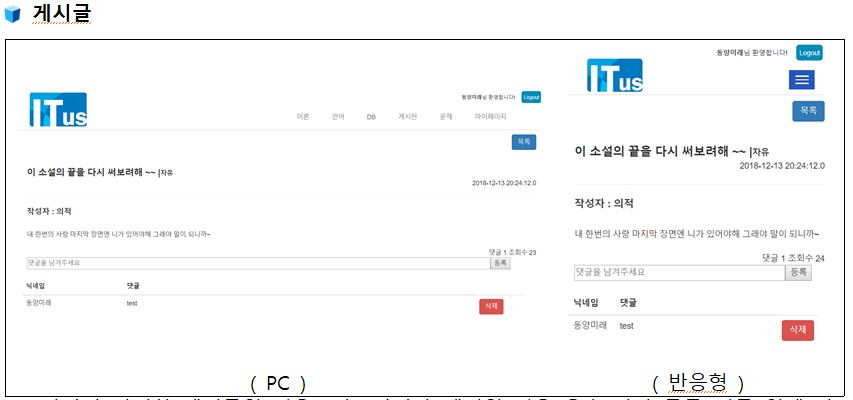 게시글
동양미래님 환영합니다! Logout
ITus
이론 언어 DB 게시판 문제 마이페이지
목록
이 소설의 끝을 다시 써보려해 ~~ |자유
2018-12-13 20:24:12.0
작성자 : 의적
내 한번의 사랑 마지막 장면엔 니가 있어야해 그래야 말이 되니까~
댓글 1 조회수 23
댓글을 남겨주세요 등록
닉네임 댓글
동양미래 test 삭제
( PC )
동양미래님 환영합니다! Logout
ITus
목록
이 소설의 끝을 다시 써보려해 ~~ |자유
2018-12-13 20:24:12.0
작성자 : 의적
내 한번의 사랑 마지막 장면엔 니가 있어야해 그래야 말이 되니까~
댓글 1 조회수 24
댓글을 남겨주세요 등록
닉네임 댓글
동양미래 test 삭제
( 반응형 )